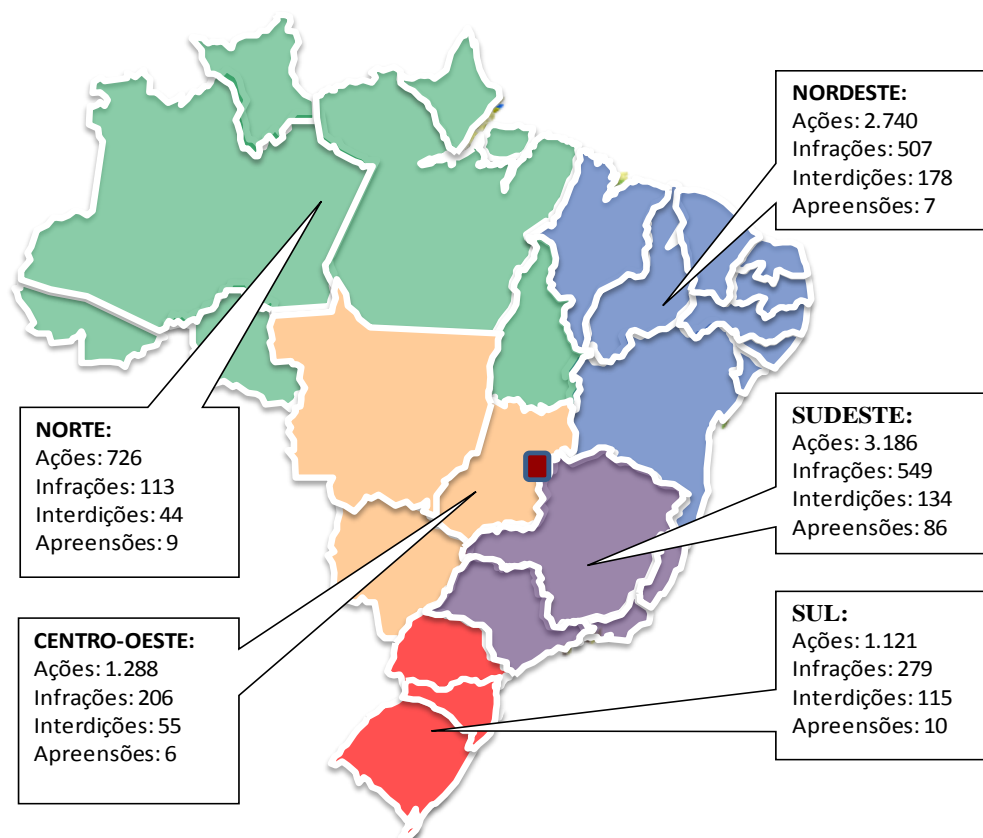 NORDESTE:
Ações: 2.740
Infrações: 507
Interdições: 178
Apreensões: 7
SUDESTE:
Ações: 3.186
Infrações: 549
Interdições: 134
Apreensões: 86
NORTE:
Ações: 726
Infrações: 113
Interdições: 44
Apreensões: 9
SUL:
Ações: 1.121
Infrações: 279
Interdições: 115
Apreensões: 10
CENTRO-OESTE:
Ações: 1.288
Infrações: 206
Interdições: 55
Apreensões: 6